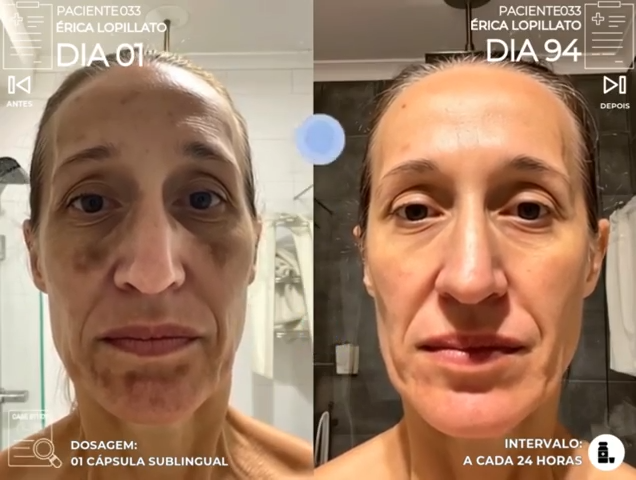 PACIENTE033
ÉRICA LOPILLATO
DIA 01
ANTES
PACIENTE033
ÉRICA LOPILLATO
DIA 94
DEPOIS
DOSAGEM:
01 CÁPSULA SUBLINGUAL
INTERVALO:
A CADA 24 HORAS